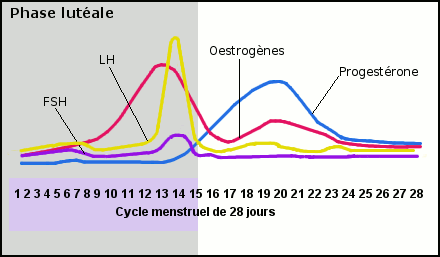 Phase lutéale
Oestrogènes
LH
Progestérone
FSH
1 2 3 4 5 6 7 8 9 10 11 12 13 14 15 16 17 18 19 20 21 22 23 24 25 26 27 28
Cycle menstruel de 28 jours